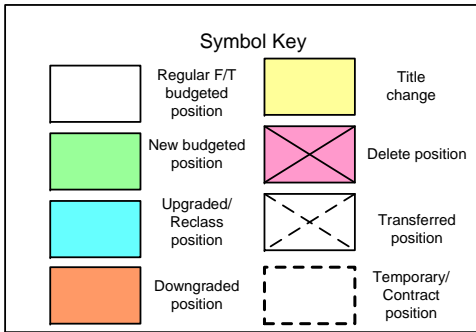 Symbol Key
Regular F/T
budgeted
position
Title
change
New budgeted
position
Delete position
Upgraded/
Reclass
position
Transferred
position
Downgraded
position
Temporary/
Contract
position